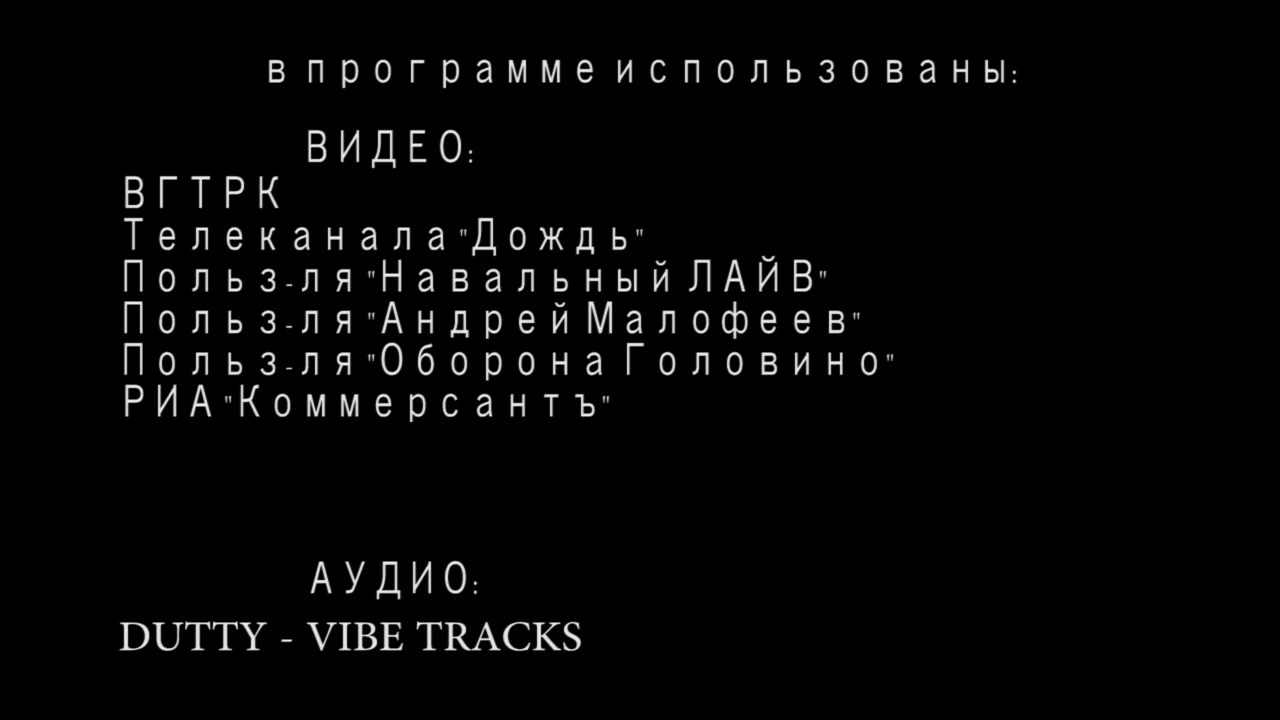 в программе использованы:
ВИДЕО:
ВГТРК
Телеканала "Дождь"
Польз-ля "Навальный ЛАЙВ"
Польз-ля "Андрей Малофеев"
Польз-ля "Оборона Головино"
РИА "Коммерсантъ"
АУДИО:
DUTTY - VIBE TRACKS